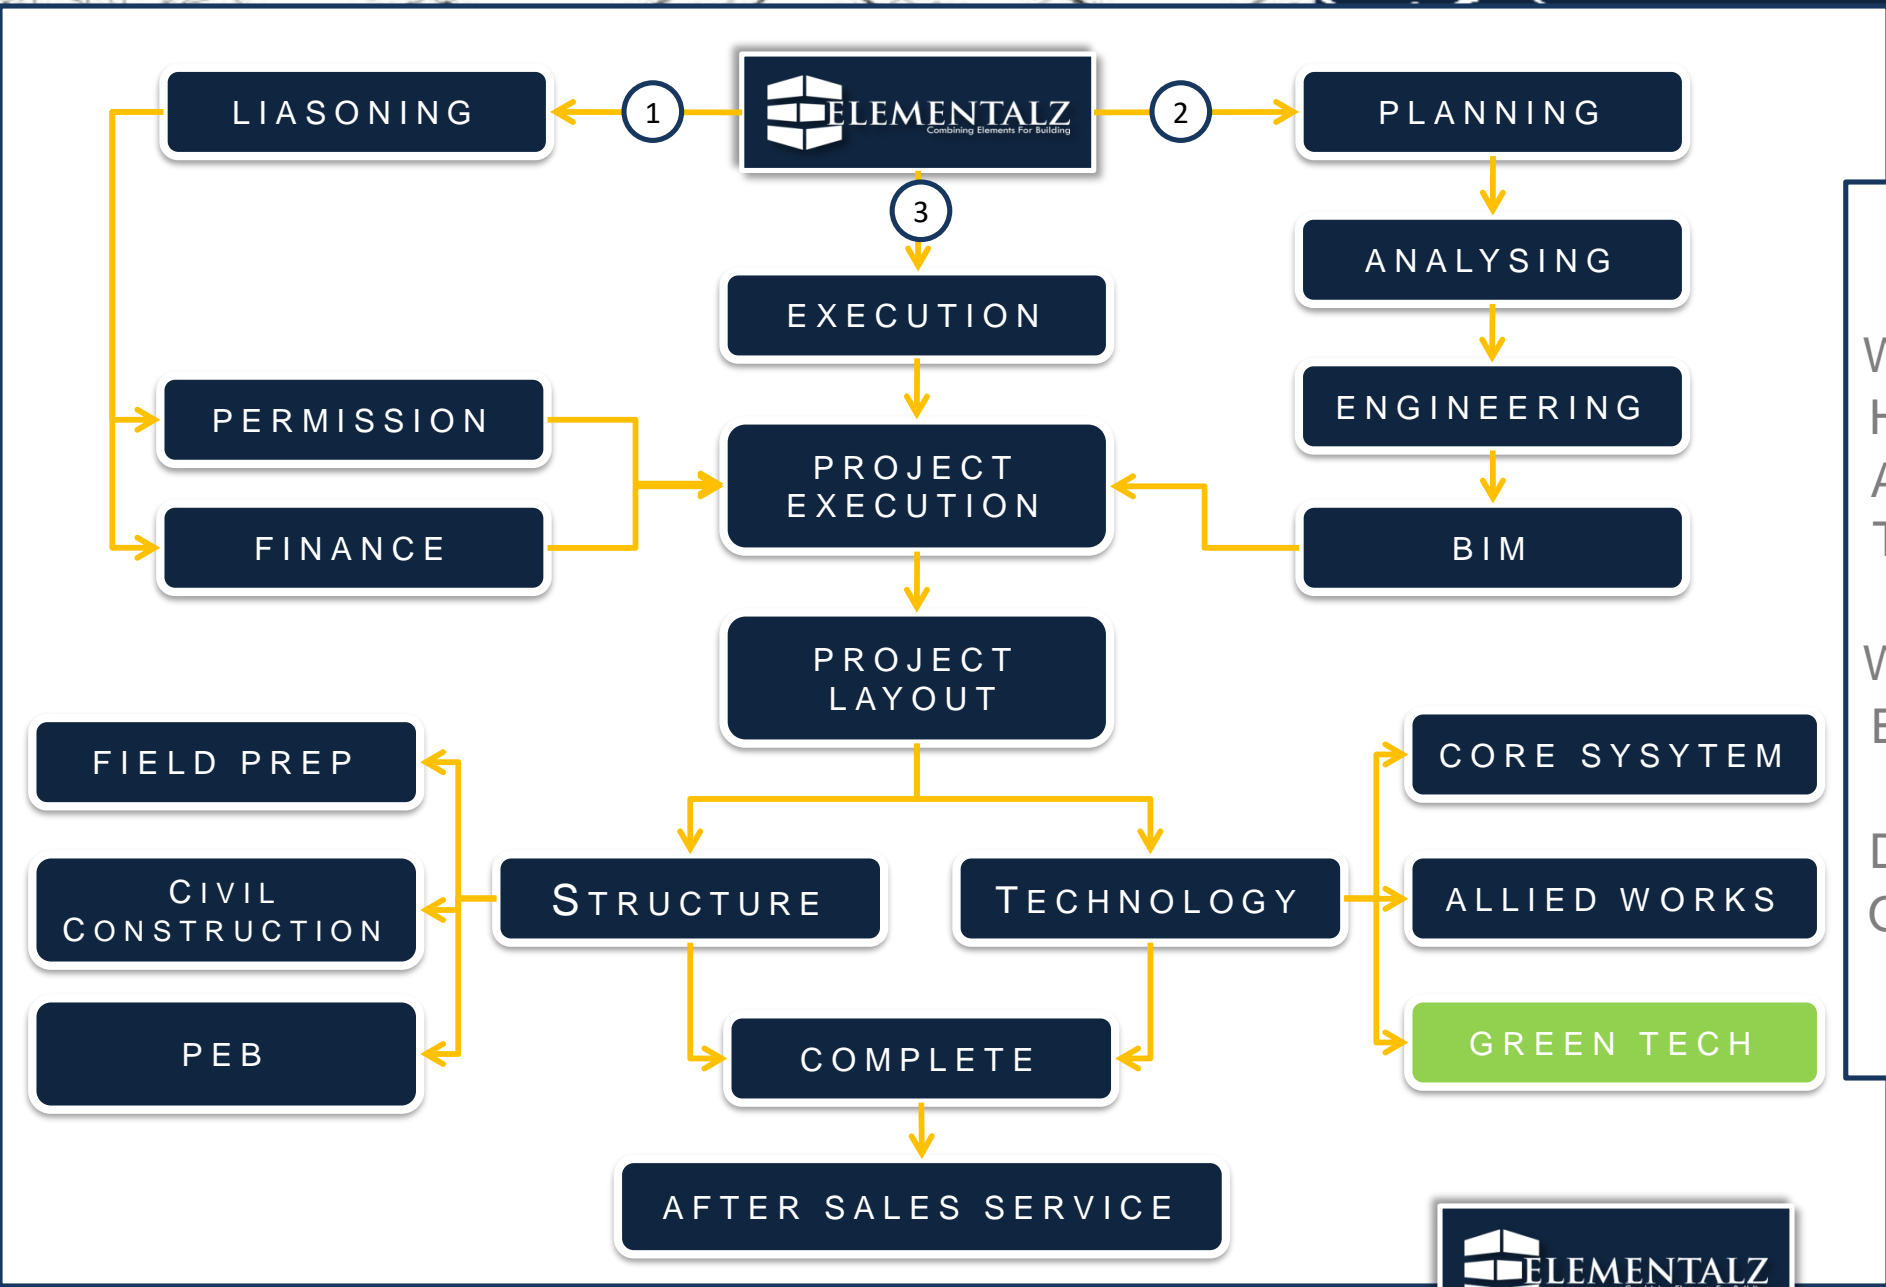 LIASONING
1
ELEMENTALZ
Combining Elements For Building
2
PLANNING
3
ANALYSING
EXECUTION
PERMISSION
ENGINEERING
PROJECT
EXECUTION
FINANCE
BIM
PROJECT
LAYOUT
FIELD PREP
CORE SYSYTEM
CIVIL
CONSTRUCTION
STRUCTURE
TECHNOLOGY
ALLIED WORKS
PEB
COMPLETE
GREEN TECH
AFTER SALES SERVICE
ELEMENTALZ